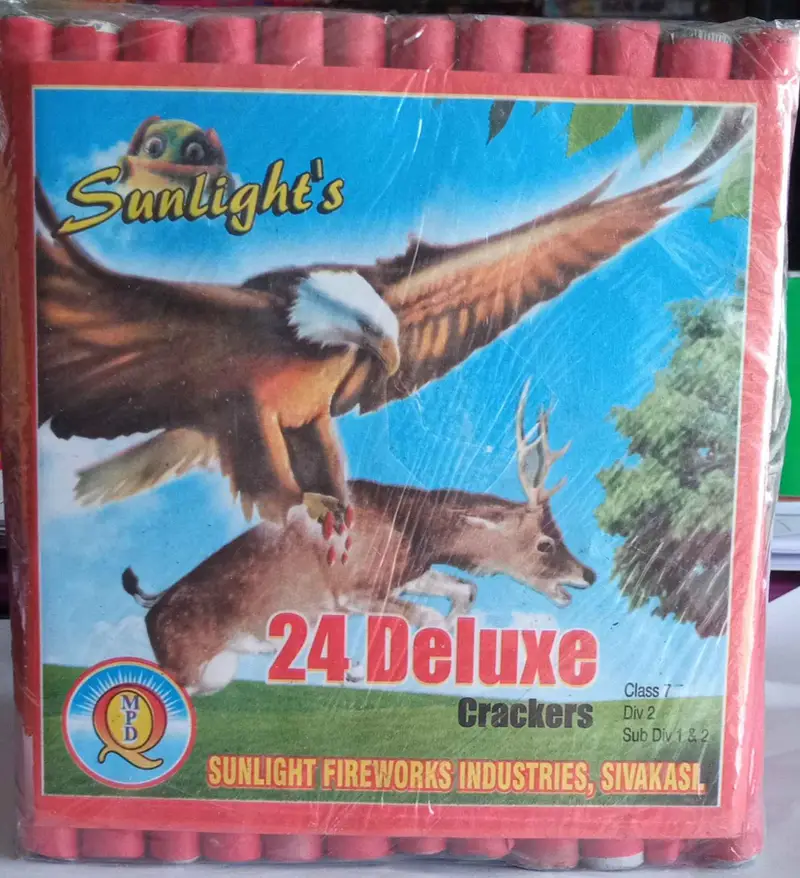 Sunlight's
24 Deluxe
Crackers
Class 7
Div 2
Sub Div 1 & 2
MPD
Q
SUNLIGHT FIREWORKS INDUSTRIES, SIVAKASI.